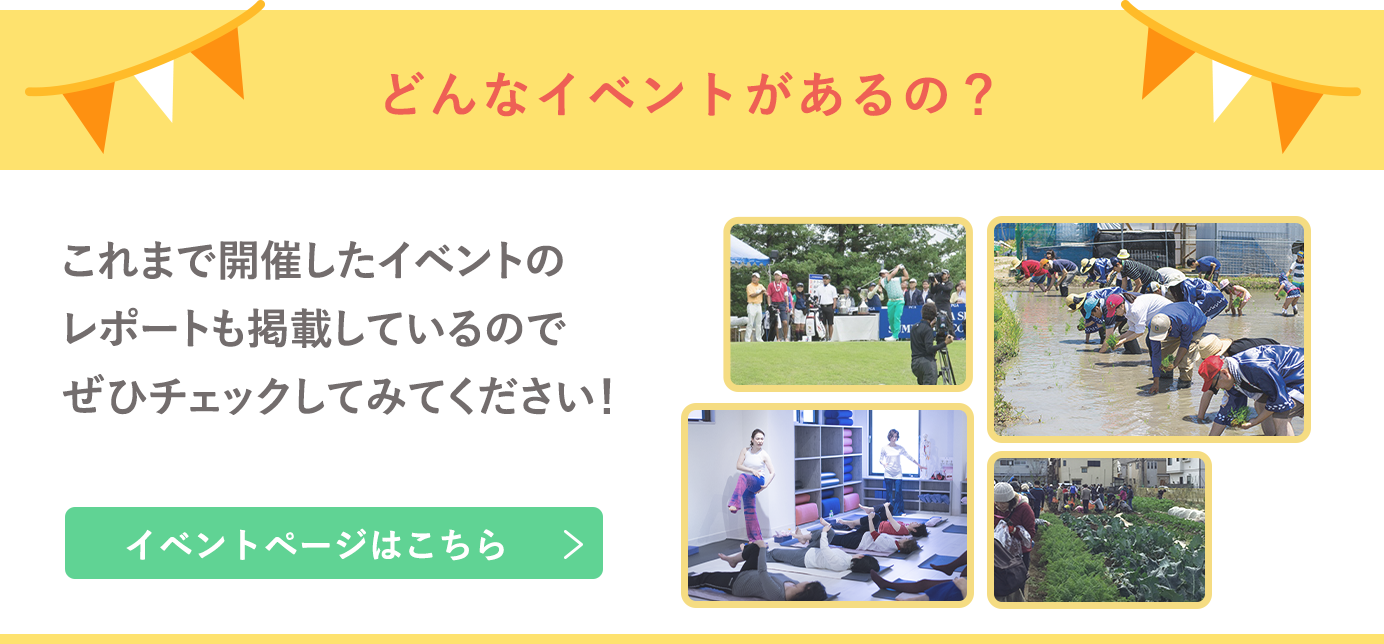 どんなイベントがあるの？
これまで開催したイベントの
レポートも掲載しているので
ぜひチェックしてみてください！
イベントページはこちら